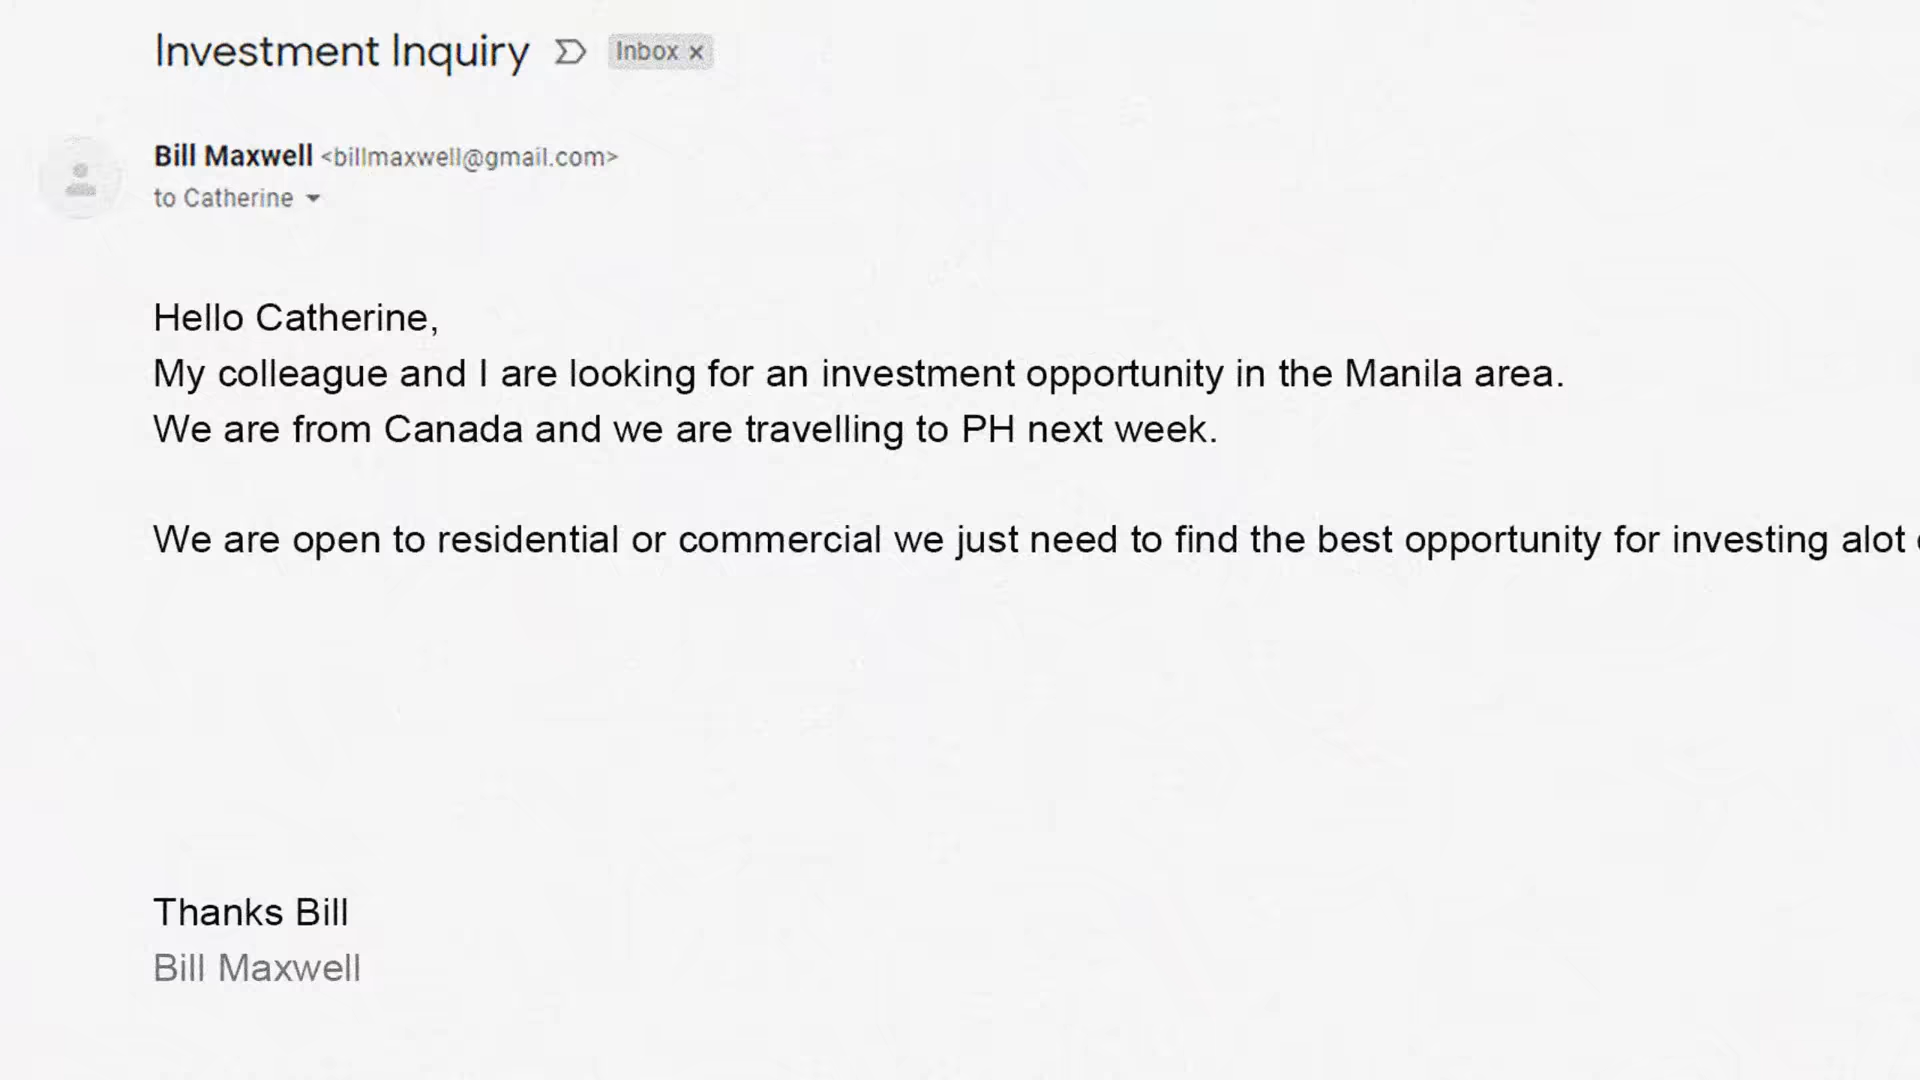 Investment Inquiry
Inbox x
Bill Maxwell <billmaxwell@gmail.com>
to Catherine
Hello Catherine,
My colleague and I are looking for an investment opportunity in the Manila area.
We are from Canada and we are travelling to PH next week.
We are open to residential or commercial we just need to find the best opportunity for investing alot
Thanks Bill
Bill Maxwell